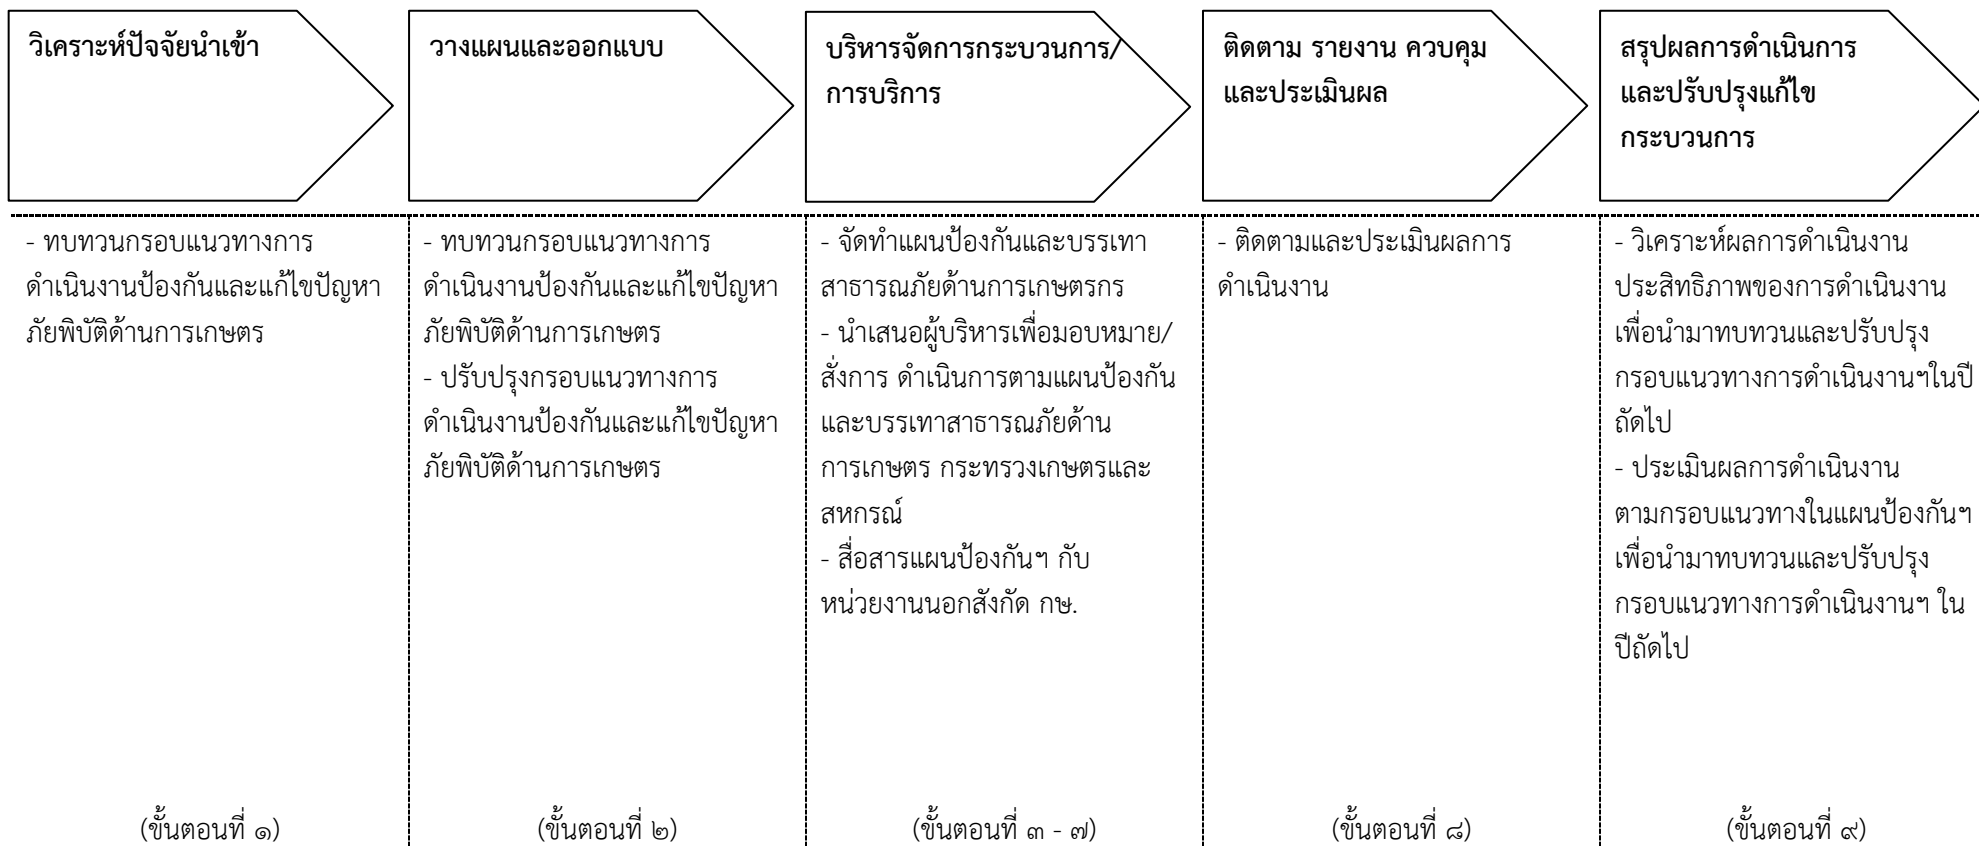 วิเคราะห์ปัจจัยนำเข้า
วางแผนและออกแบบ
บริหารจัดการกระบวนการ/
การบริการ
ติดตาม รายงาน ควบคุม
และประเมินผล
สรุปผลการดำเนินการ
และปรับปรุงแก้ไข
กระบวนการ
- ทบทวนกรอบแนวทางการ
ดำเนินงานป้องกันและแก้ไขปัญหา
ภัยพิบัติด้านการเกษตร
(ขั้นตอนที่ ๑)
- ทบทวนกรอบแนวทางการ
ดำเนินงานป้องกันและแก้ไขปัญหา
ภัยพิบัติด้านการเกษตร
- ปรับปรุงกรอบแนวทางการ
ดำเนินงานป้องกันและแก้ไขปัญหา
ภัยพิบัติด้านการเกษตร
(ขั้นตอนที่ ๒)
- จัดทำแผนป้องกันและบรรเทา
สาธารณภัยด้านการเกษตรกร
- นำเสนอผู้บริหารเพื่อมอบหมาย/
สั่งการ ดำเนินการตามแผนป้องกัน
และบรรเทาสาธารณภัยด้าน
การเกษตร กระทรวงเกษตรและ
สหกรณ์
- สื่อสารแผนป้องกันฯ กับ
หน่วยงานนอกสังกัด กษ.
(ขั้นตอนที่ ๓ - ๗)
- ติดตามและประเมินผลการ
ดำเนินงาน
(ขั้นตอนที่ ๘)
- วิเคราะห์ผลการดำเนินงาน
ประสิทธิภาพของการดำเนินงาน
เพื่อนำมาทบทวนและปรับปรุง
กรอบแนวทางการดำเนินงานฯในปี
ถัดไป
- ประเมินผลการดำเนินงาน
ตามกรอบแนวทางในแผนป้องกันฯ
เพื่อนำมาทบทวนและปรับปรุง
กรอบแนวทางการดำเนินงานฯ ใน
ปีถัดไป
(ขั้นตอนที่ ๙)